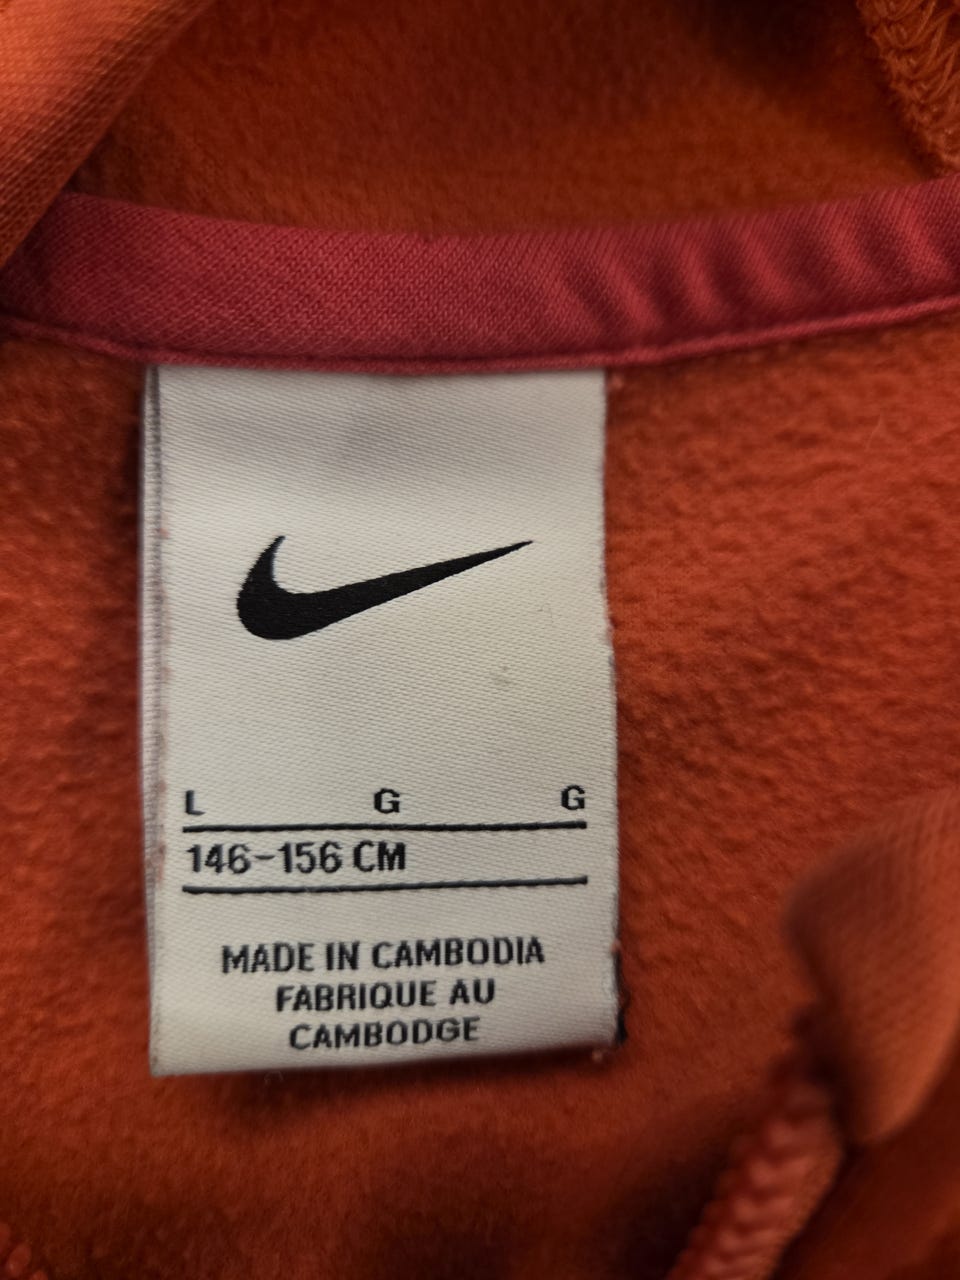 L G G
146-156 CM
MADE IN CAMBODIA
FABRIQUE AU
CAMBODGE